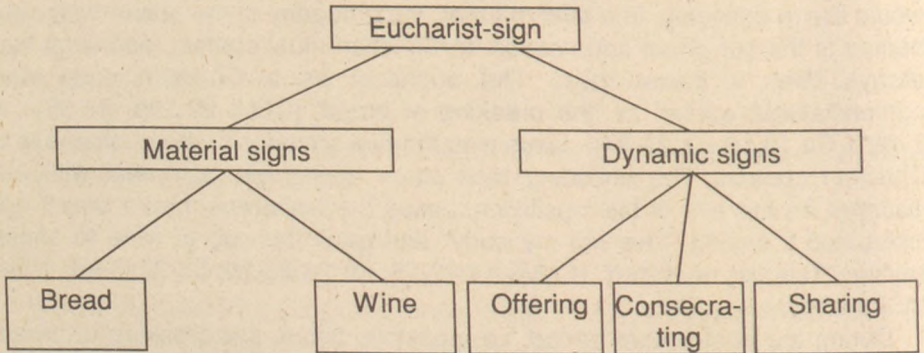 Eucharist-sign
Material signs
Dynamic signs
Bread
Wine
Offering
Consecra-
ting
Sharing